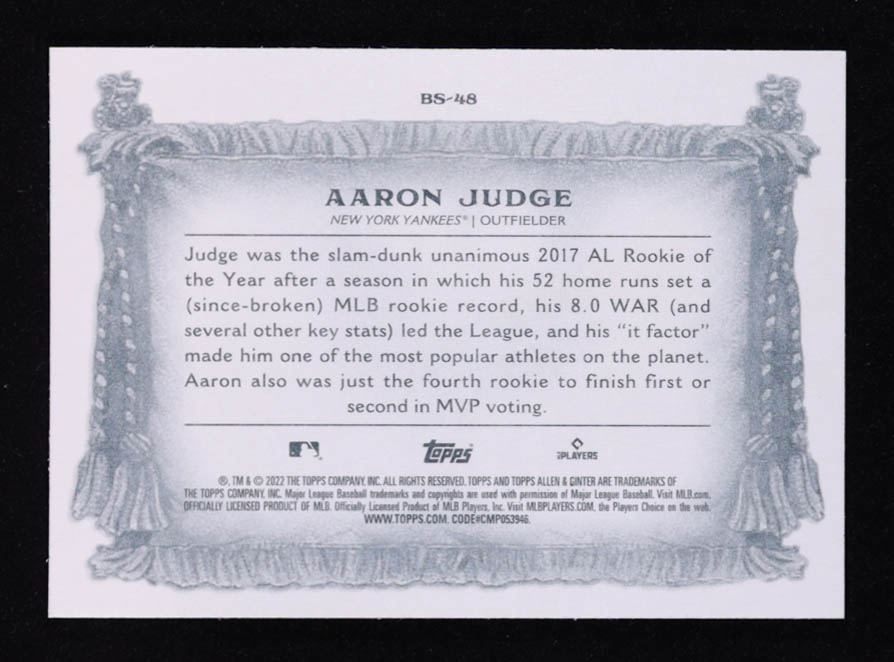 BS-48
AARON JUDGE
NEW YORK YANKEES® | OUTFIELDER
Judge was the slam-dunk unanimous 2017 AL Rookie of
the Year after a season in which his 52 home runs set a
(since-broken) MLB rookie record, his 8.0 WAR (and
several other key stats) led the League, and his “it factor”
made him one of the most popular athletes on the planet.
Aaron also was just the fourth rookie to finish first or
second in MVP voting.
Topps PLAYERS
®, TM & © 2022 THE TOPPS COMPANY, INC. ALL RIGHTS RESERVED. TOPPS AND TOPPS ALLEN & GINTER ARE TRADEMARKS OF
THE TOPPS COMPANY, INC. Major League Baseball trademarks and copyrights are used with permission of Major League Baseball. Visit MLB.com.
OFFICIALLY LICENSED PRODUCT OF MLB. Officially Licensed Product of MLB Players, Inc. Visit MLBPLAYERS.COM, the Players Choice on the web.
WWW.TOPPS.COM. CODE#CMP053946.